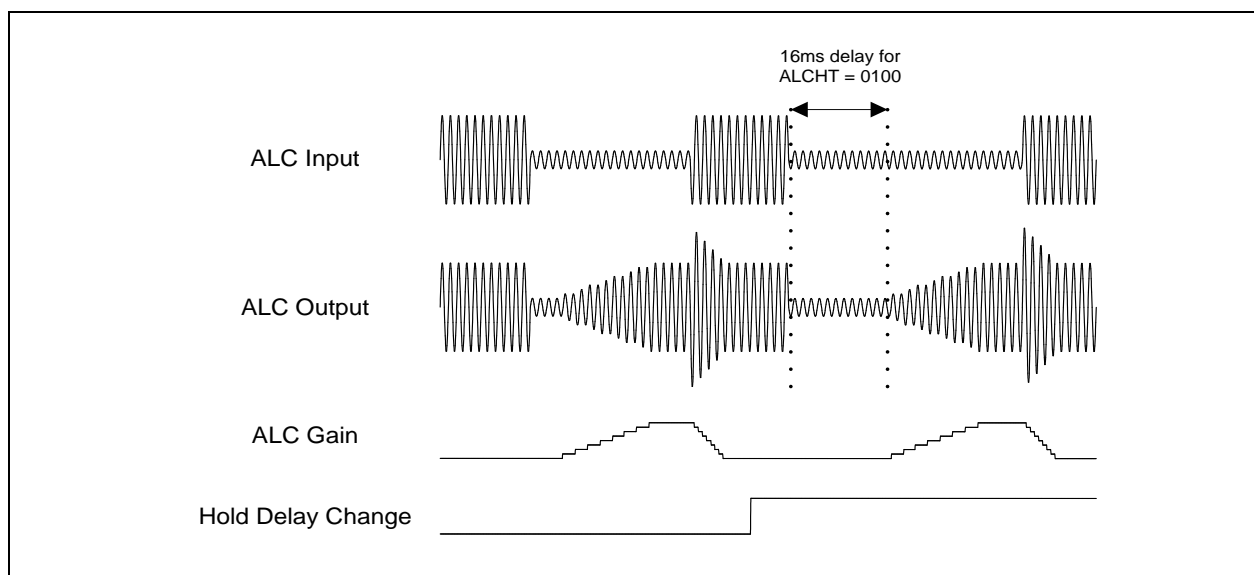 16ms delay for
ALCHT = 0100
ALC Input
ALC Output
ALC Gain
Hold Delay Change